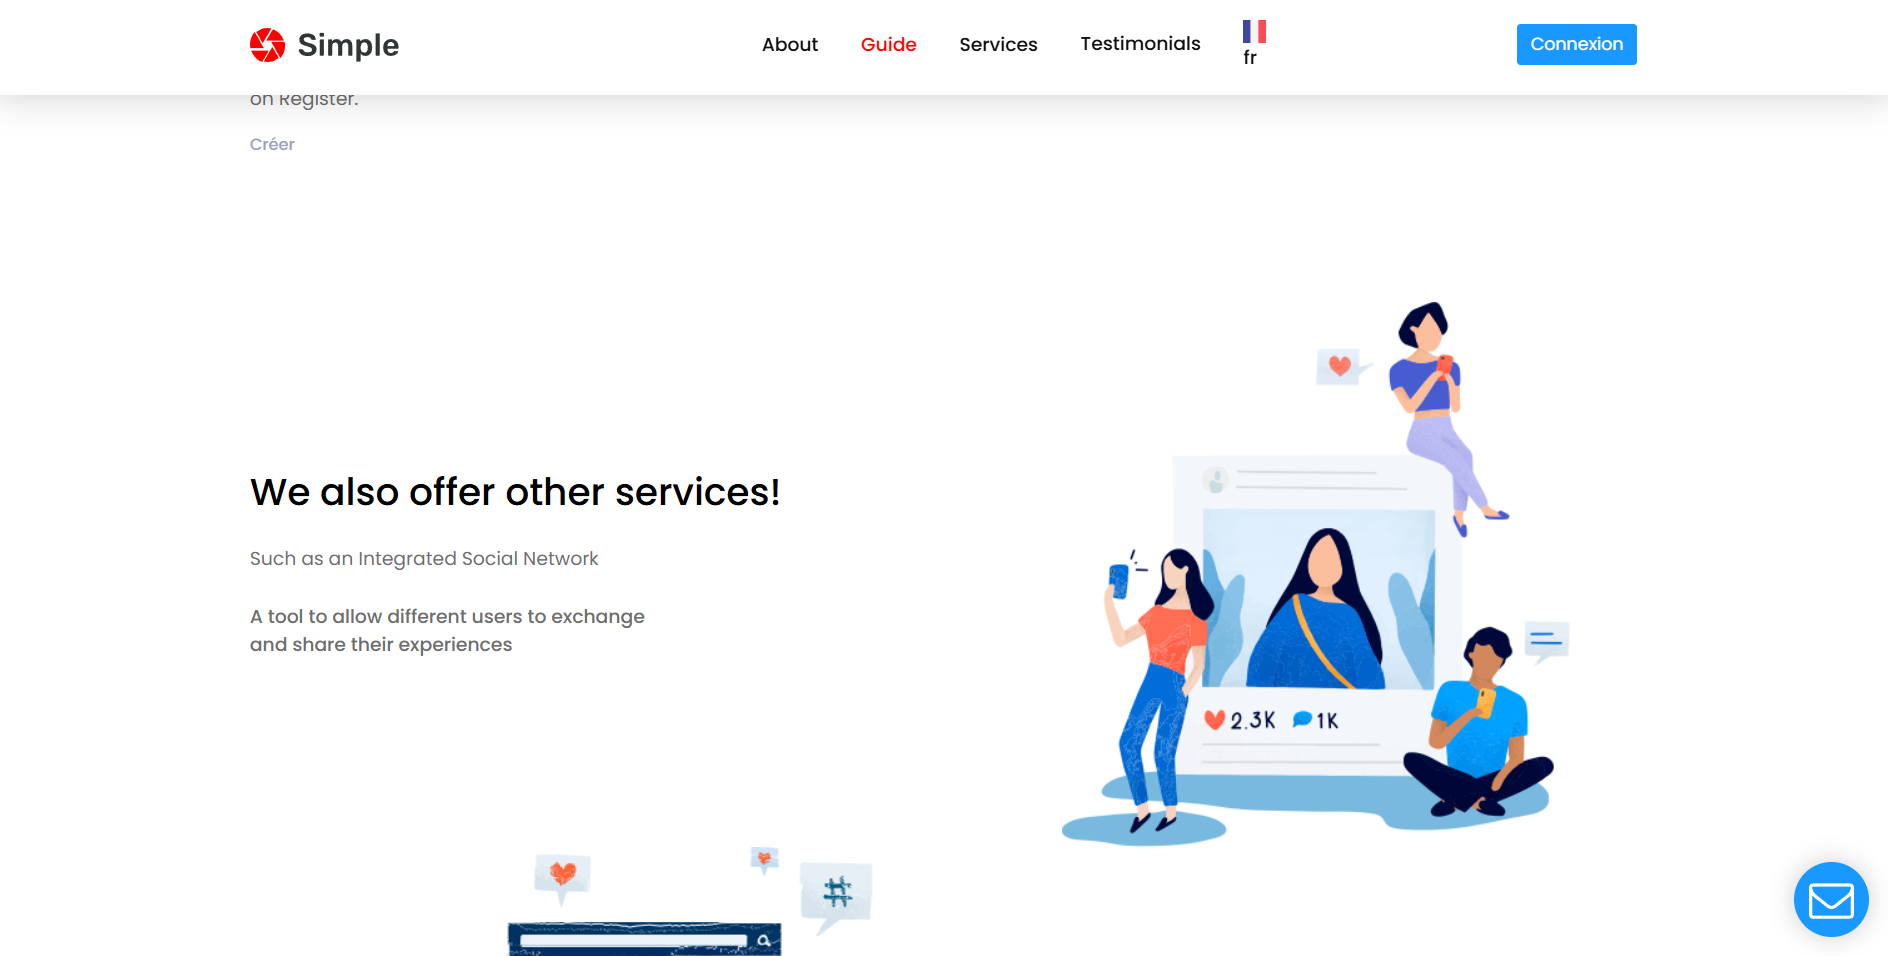 Simple
About
Guide
Services
Testimonials
fr
Connexion
on Register.
Créer
We also offer other services!
Such as an Integrated Social Network
A tool to allow different users to exchange
and share their experiences
2.3K 1K
#